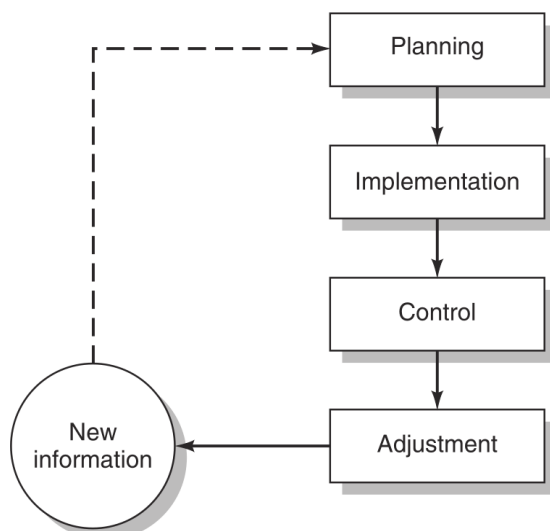 Planning
Implementation
Control
Adjustment
New
information